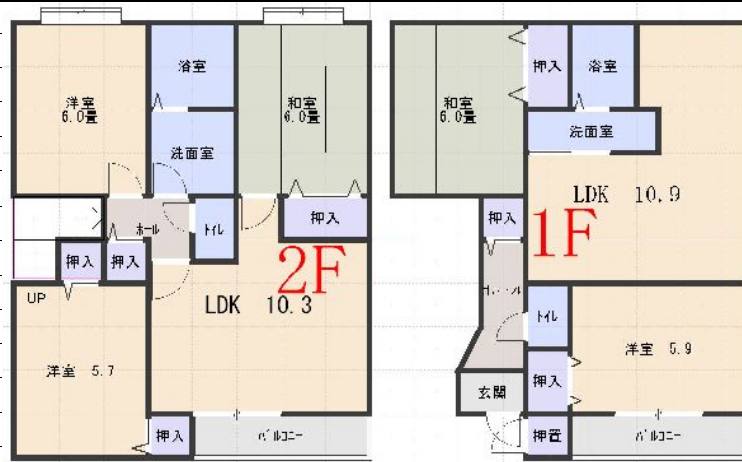 洋室
6.0畳
浴室
洗面室
和室
6.0畳
押入
ホール
トイレ
押入
押入
2F
UP
LDK 10.3
洋室 5.7
押入
バルコニー
和室
6.0畳
押入
浴室
洗面室
LDK 10.9
押入
1F
ホール
トイレ
洋室 5.9
押入
玄関
押置
バルコニー